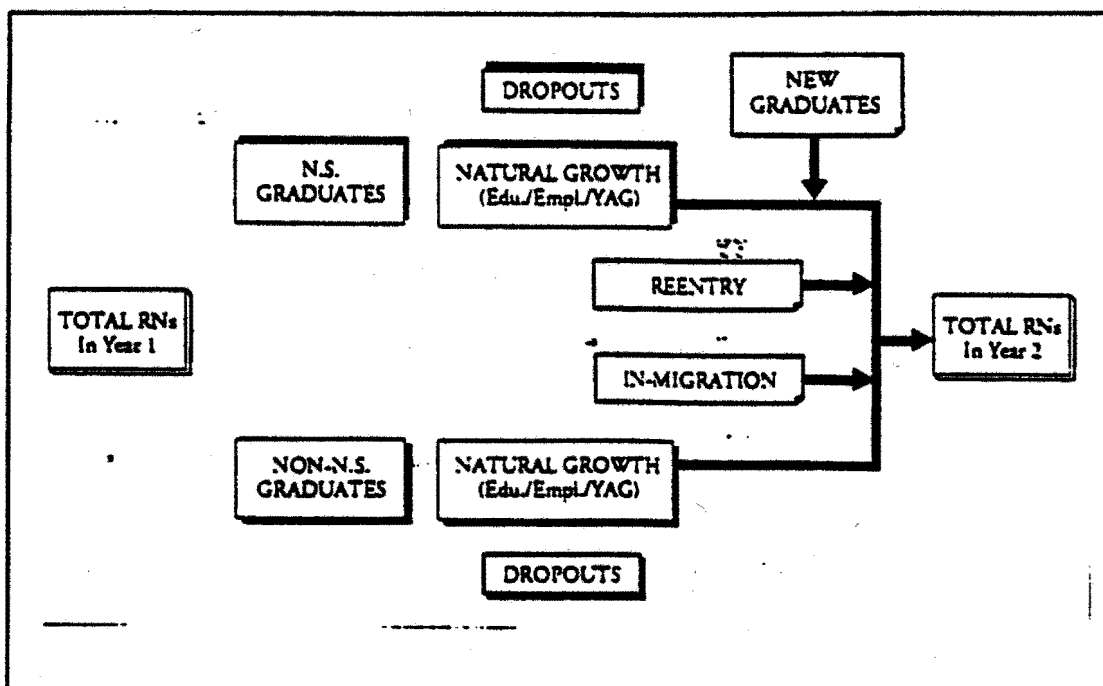 DROPOUTS
NEW
GRADUATES
N.S.
GRADUATES
NATURAL GROWTH
(Edu./Empl./YAG)
REENTRY
TOTAL RNs
In Year 1
TOTAL RNs
In Year 2
IN-MIGRATION
NON-N.S.
GRADUATES
NATURAL GROWTH
(Edu./Empl./YAG)
DROPOUTS